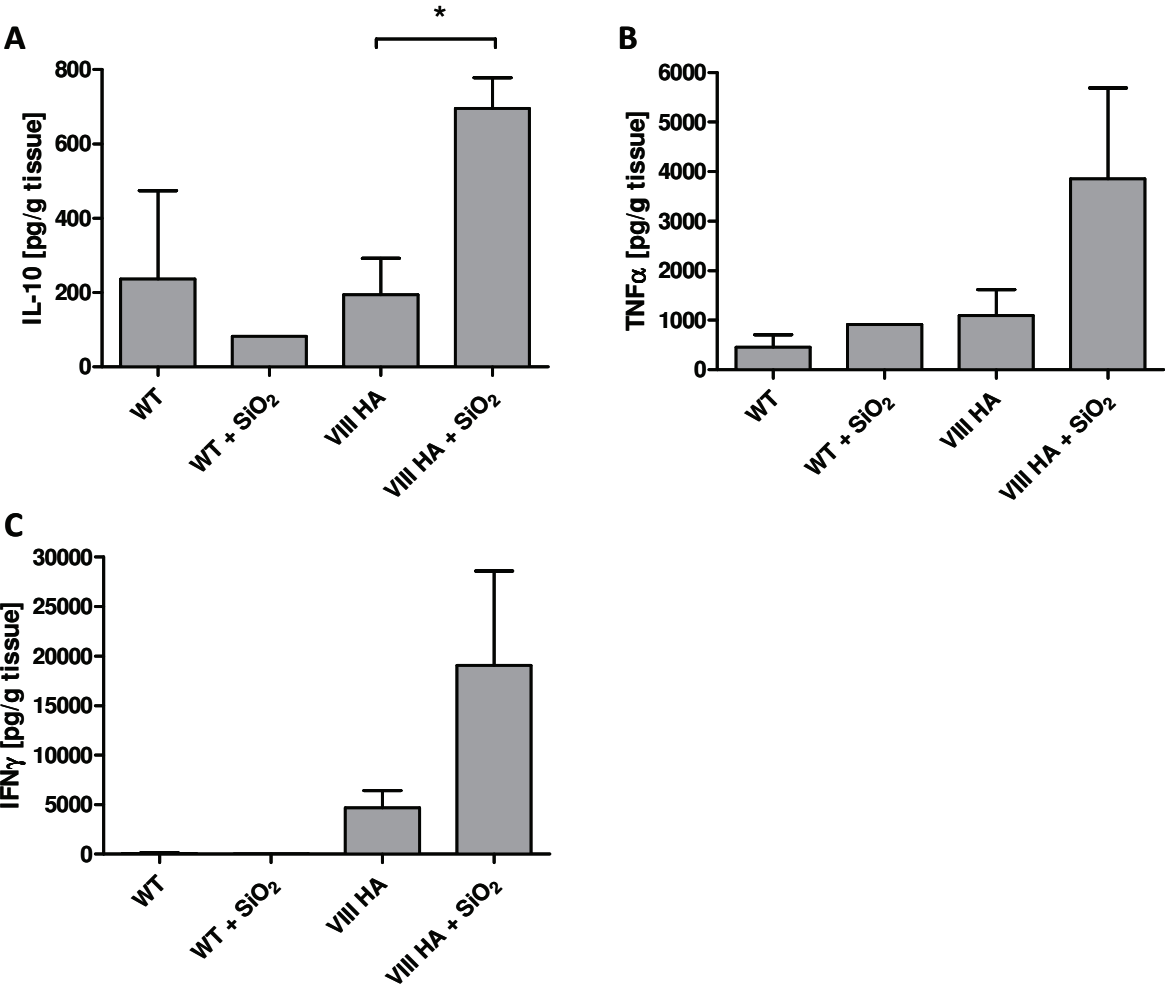 *
A
IL-10 [pg/g tissue]
800
600
400
200
0
WT
WT + SiO₂
VIII HA
VIII HA + SiO₂
B
TNFα [pg/g tissue]
6000
5000
4000
3000
2000
1000
0
WT
WT + SiO₂
VIII HA
VIII HA + SiO₂
C
IFNγ [pg/g tissue]
30000
25000
20000
15000
10000
5000
0
WT
WT + SiO₂
VIII HA
VIII HA + SiO₂